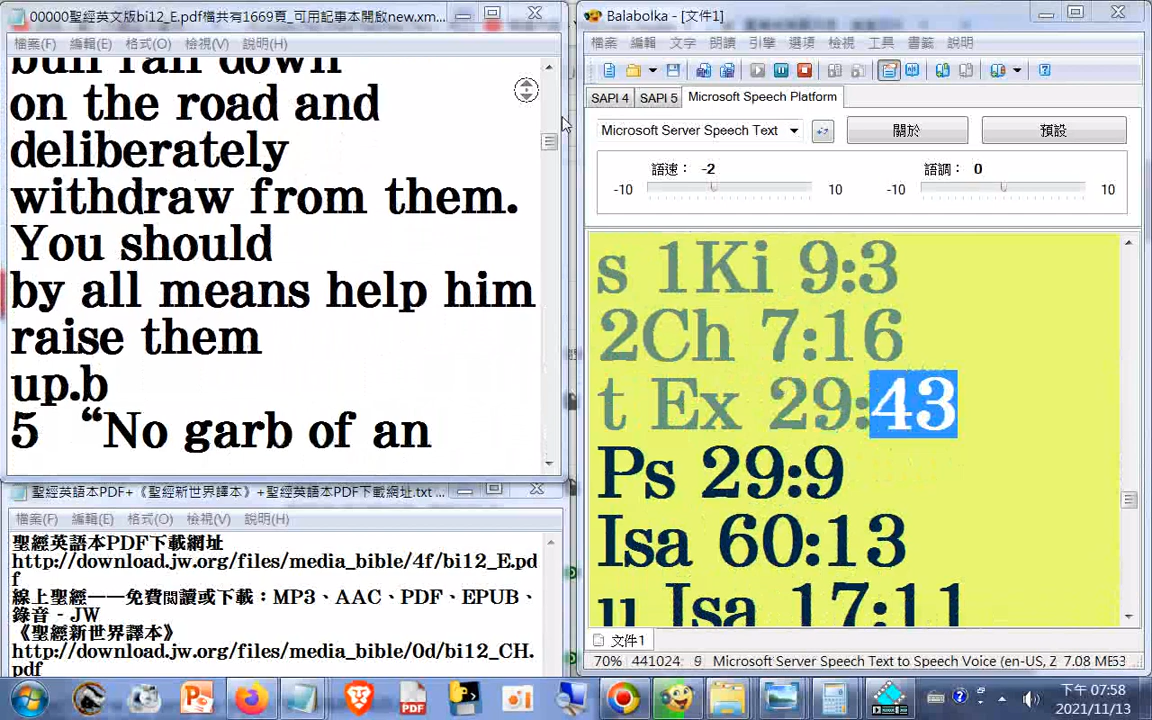 00000聖經英文版bi12_E.pdf檔共有1669頁_可用記事本開啟new.xm...
檔案(F) 編輯(E) 格式(O) 檢視(V) 說明(H)
bull fall down
on the road and
deliberately
withdraw from them.
You should
by all means help him
raise them
up.b
5 “No garb of an
聖經英語本PDF+《聖經新世界譯本》+聖經英語本PDF下載網址.txt ...
檔案(F) 編輯(E) 格式(O) 檢視(V) 說明(H)
聖經英語本PDF下載網址
http://download.jw.org/files/media_bible/4f/bi12_E.pd
f
線上聖經——免費閱讀或下載：MP3、AAC、PDF、EPUB、
錄音 - JW
《聖經新世界譯本》
http://download.jw.org/files/media_bible/0d/bi12_CH.
pdf
Balabolka - [文件1]
檔案 編輯 文字 朗讀 引擎 選項 檢視 工具 書籤 說明
SAPI 4 SAPI 5 Microsoft Speech Platform
Microsoft Server Speech Text 關於 預設
語速： -2 語調： 0
-10 10 -10 10
s 1Ki 9:3
2Ch 7:16
t Ex 29:43
Ps 29:9
Isa 60:13
u Isa 17:11
文件1
70% 441024 9 Microsoft Server Speech Text to Speech Voice (en-US, Z 7.08 ME
下午 07:58
2021/11/13